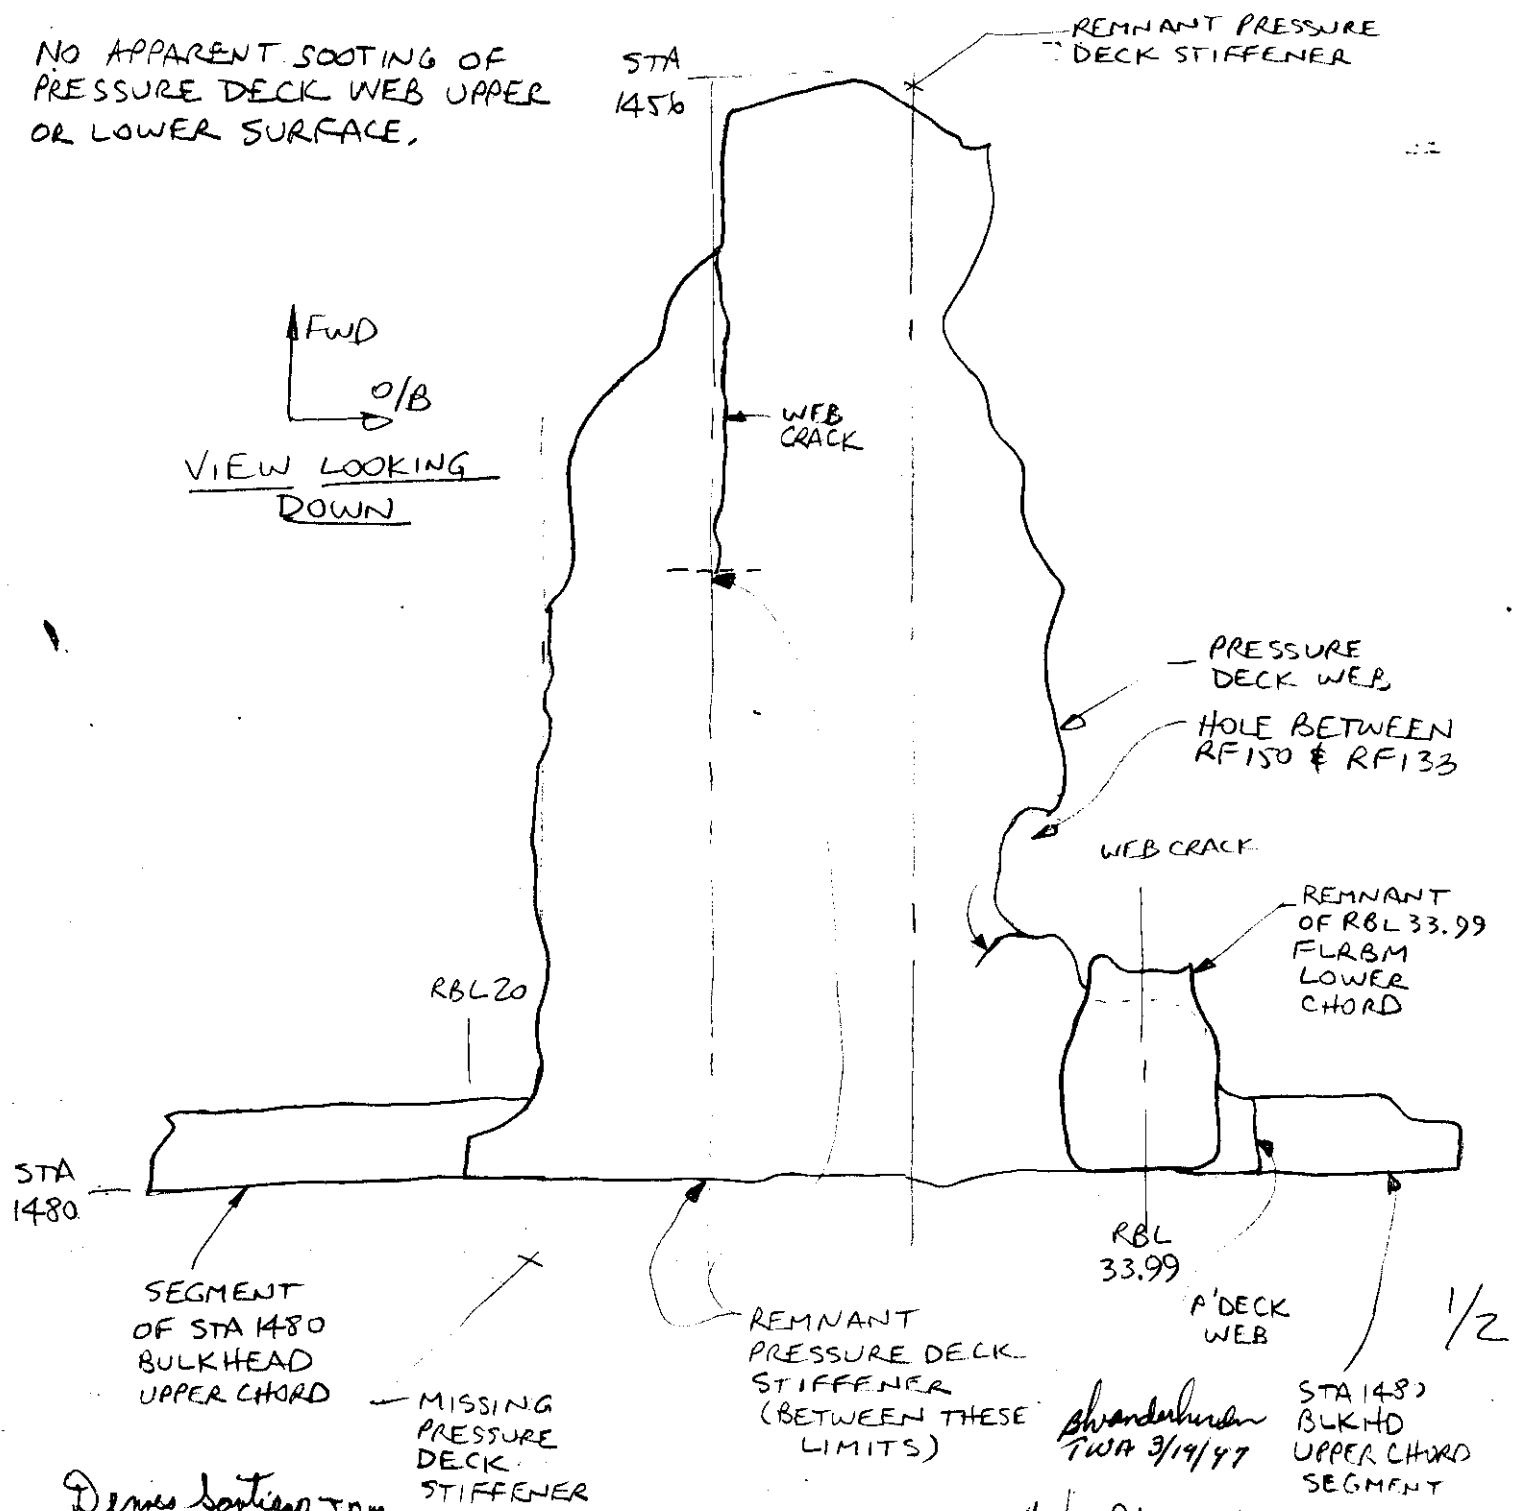 NO APPARENT SOOTING OF
PRESSURE DECK WEB UPPER
OR LOWER SURFACE.
STA
1456
REMNANT PRESSURE
DECK STIFFENER
FWD
O/B
VIEW LOOKING
DOWN
WEB
CRACK
PRESSURE
DECK WEB
HOLE BETWEEN
RF150 & RF133
WEB CRACK
REMNANT
OF RBL 33.99
FLRBM
LOWER
CHORD
RBL20
STA
1480
RBL
33.99
SEGMENT
OF STA 1480
BULKHEAD
UPPER CHORD
MISSING
PRESSURE
DECK
STIFFENER
REMNANT
PRESSURE DECK
STIFFFENER
(BETWEEN THESE
LIMITS)
P'DECK
WEB
1/2
TWA 3/19/97
STA 1480
BLKHD
UPPER CHORD
SEGMENT
Dennis Santiago